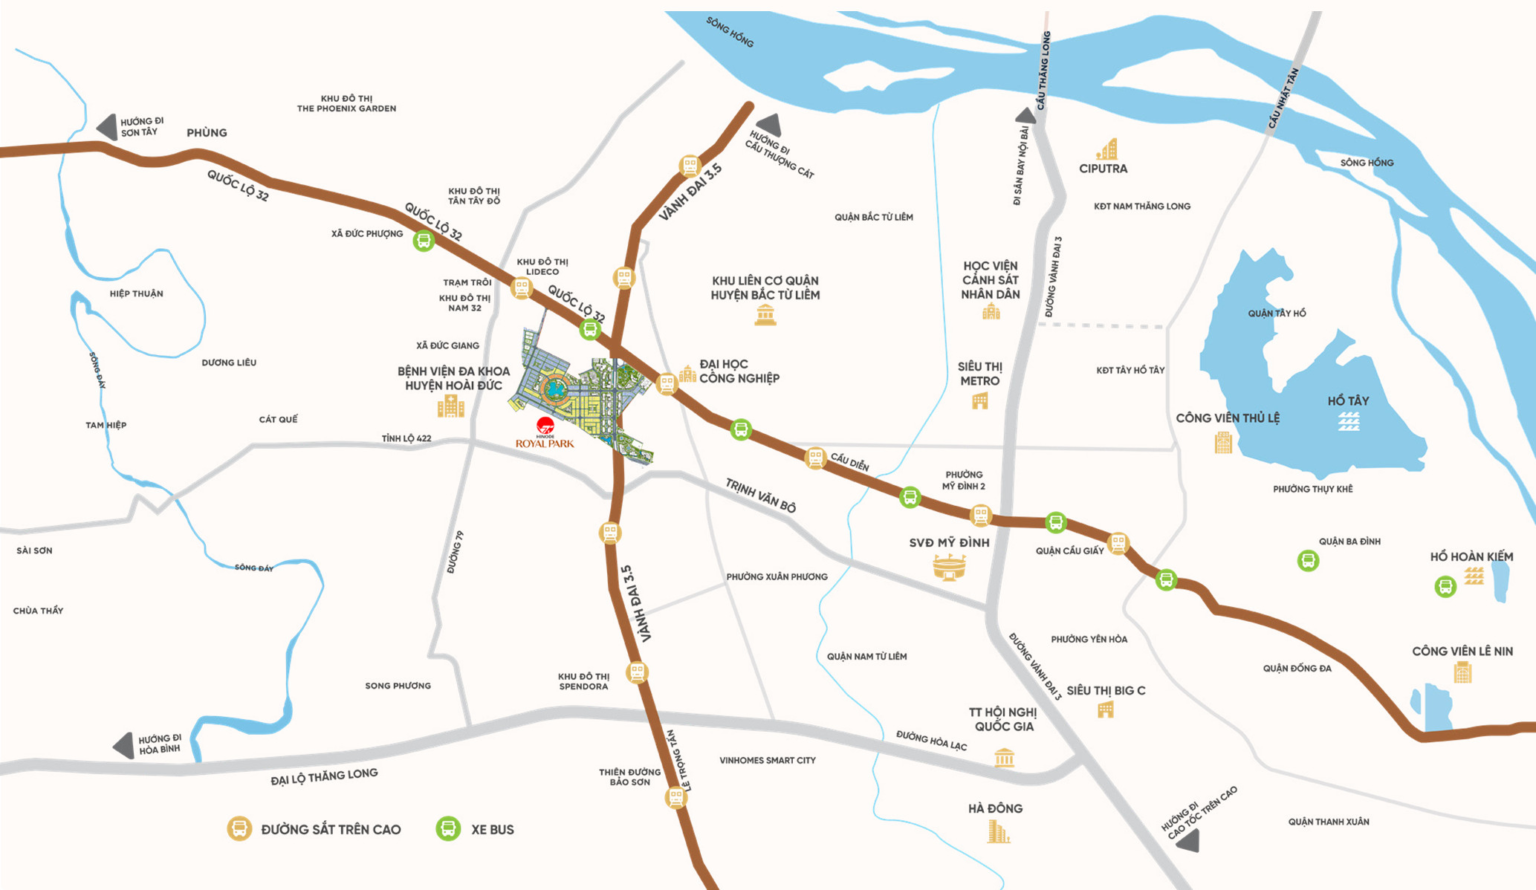 SÔNG HỒNG
CẦU THĂNG LONG
CẦU NHẬT TÂN
KHU ĐÔ THỊ
THE PHOENIX GARDEN
HƯỚNG ĐI
SƠN TÂY
PHÙNG
HƯỚNG ĐI
CẦU THƯỢNG CÁT
ĐI SÂN BAY NỘI BÀI
CIPUTRA
SÔNG HỒNG
QUỐC LỘ 32
KHU ĐÔ THỊ
TÂN TÂY ĐÔ
VÀNH ĐAI 3.5
QUẬN BẮC TỪ LIÊM
KĐT NAM THĂNG LONG
XÃ ĐỨC PHƯỢNG
QUỐC LỘ 32
ĐƯỜNG VÀNH ĐAI 3
KHU ĐÔ THỊ
LIDECO
TRẠM TRÔI
KHU ĐÔ THỊ
NAM 32
QUỐC LỘ 32
KHU LIÊN CƠ QUẬN
HUYỆN BẮC TỪ LIÊM
HỌC VIỆN
CẢNH SÁT
NHÂN DÂN
HIỆP THUẬN
QUẬN TÂY HỒ
XÃ ĐỨC GIANG
DƯƠNG LIỄU
SÔNG ĐÁY
BỆNH VIỆN ĐA KHOA
HUYỆN HOÀI ĐỨC
ĐẠI HỌC
CÔNG NGHIỆP
SIÊU THỊ
METRO
KĐT TÂY HỒ TÂY
HỒ TÂY
CÔNG VIÊN THỦ LỆ
TAM HIỆP
CÁT QUẾ
TỈNH LỘ 422
HINODE
ROYAL PARK
CẦU DIỄN
PHƯỜNG
MỸ ĐÌNH 2
TRỊNH VĂN BÔ
PHƯỜNG THỤY KHÊ
SÀI SƠN
SÔNG ĐÁY
ĐƯỜNG 79
SVĐ MỸ ĐÌNH
QUẬN CẦU GIẤY
QUẬN BA ĐÌNH
HỒ HOÀN KIẾM
CHÙA THẦY
VÀNH ĐAI 3.5
PHƯỜNG XUÂN PHƯƠNG
PHƯỜNG YÊN HÒA
CÔNG VIÊN LÊ NIN
QUẬN NAM TỪ LIÊM
QUẬN ĐỐNG ĐA
ĐƯỜNG VÀNH ĐAI 3
SONG PHƯƠNG
KHU ĐÔ THỊ
SPENDORA
SIÊU THỊ BIG C
TT HỘI NGHỊ
QUỐC GIA
HƯỚNG ĐI
HÒA BÌNH
ĐƯỜNG HÒA LẠC
LÊ TRỌNG TẤN
ĐẠI LỘ THĂNG LONG
THIÊN ĐƯỜNG
BẢO SƠN
VINHOMES SMART CITY
HÀ ĐÔNG
HƯỚNG ĐI
CAO TỐC TRÊN CAO
QUẬN THANH XUÂN
ĐƯỜNG SẮT TRÊN CAO
XE BUS